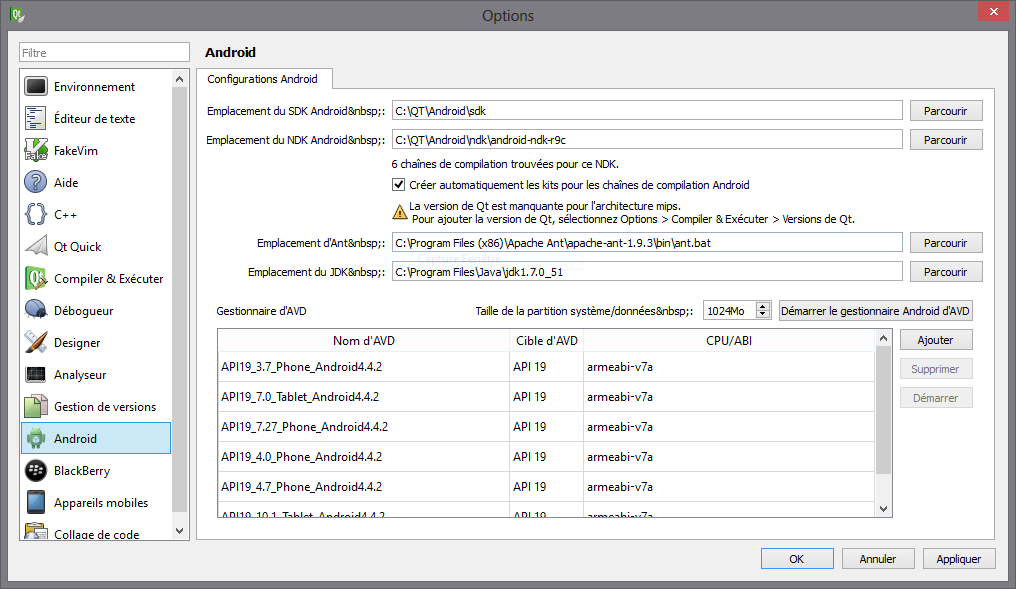 Options
Filtre
Environnement
Éditeur de texte
FakeVim
Aide
C++
Qt Quick
Compiler & Exécuter
Débogueur
Designer
Analyseur
Gestion de versions
Android
BlackBerry
Appareils mobiles
Collage de code
Android
Configurations Android
Emplacement du SDK Android&nbsp;: C:\QT\Android\sdk Parcourir
Emplacement du NDK Android&nbsp;: C:\QT\Android\ndk\android-ndk-r9c Parcourir
6 chaînes de compilation trouvées pour ce NDK.
Créer automatiquement les kits pour les chaînes de compilation Android
La version de Qt est manquante pour l'architecture mips.
Pour ajouter la version de Qt, sélectionnez Options > Compiler & Exécuter > Versions de Qt.
Emplacement d'Ant&nbsp;: C:\Program Files (x86)\Apache Ant\apache-ant-1.9.3\bin\ant.bat Parcourir
Capture Fenêtre
Emplacement du JDK&nbsp;: C:\Program Files\Java\jdk1.7.0_51 Parcourir
Gestionnaire d'AVD Taille de la partition système/données&nbsp;: 1024Mo Démarrer le gestionnaire Android d'AVD
Nom d'AVD Cible d'AVD CPU/ABI Ajouter
API19_3.7_Phone_Android4.4.2 API 19 armeabi-v7a Supprimer
API19_7.0_Tablet_Android4.4.2 API 19 armeabi-v7a Démarrer
API19_7.27_Phone_Android4.4.2 API 19 armeabi-v7a
API19_4.0_Phone_Android4.4.2 API 19 armeabi-v7a
API19_4.7_Phone_Android4.4.2 API 19 armeabi-v7a
API19_10.1_Tablet_Android4.4.2 API 19 armeabi-v7a
OK Annuler Appliquer